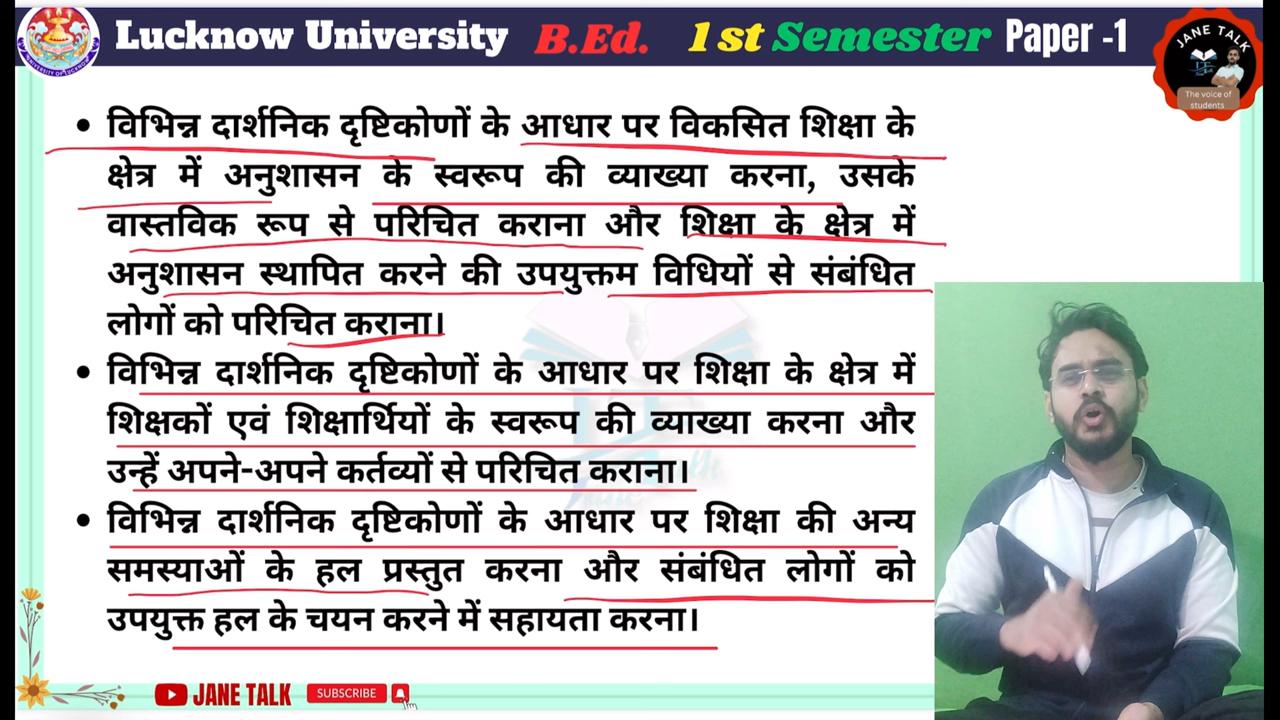 Lucknow University B.Ed. 1st Semester Paper -1
JANE TALK
The voice of
students
• विभिन्न दार्शनिक दृष्टिकोणों के आधार पर विकसित शिक्षा के
क्षेत्र में अनुशासन के स्वरूप की व्याख्या करना, उसके
वास्तविक रूप से परिचित कराना और शिक्षा के क्षेत्र में
अनुशासन स्थापित करने की उपयुक्तम विधियों से संबंधित
लोगों को परिचित कराना।
• विभिन्न दार्शनिक दृष्टिकोणों के आधार पर शिक्षा के क्षेत्र में
शिक्षकों एवं शिक्षार्थियों के स्वरूप की व्याख्या करना और
उन्हें अपने-अपने कर्तव्यों से परिचित कराना।
• विभिन्न दार्शनिक दृष्टिकोणों के आधार पर शिक्षा की अन्य
समस्याओं के हल प्रस्तुत करना और संबंधित लोगों को
उपयुक्त हल के चयन करने में सहायता करना।
JANE TALK SUBSCRIBE